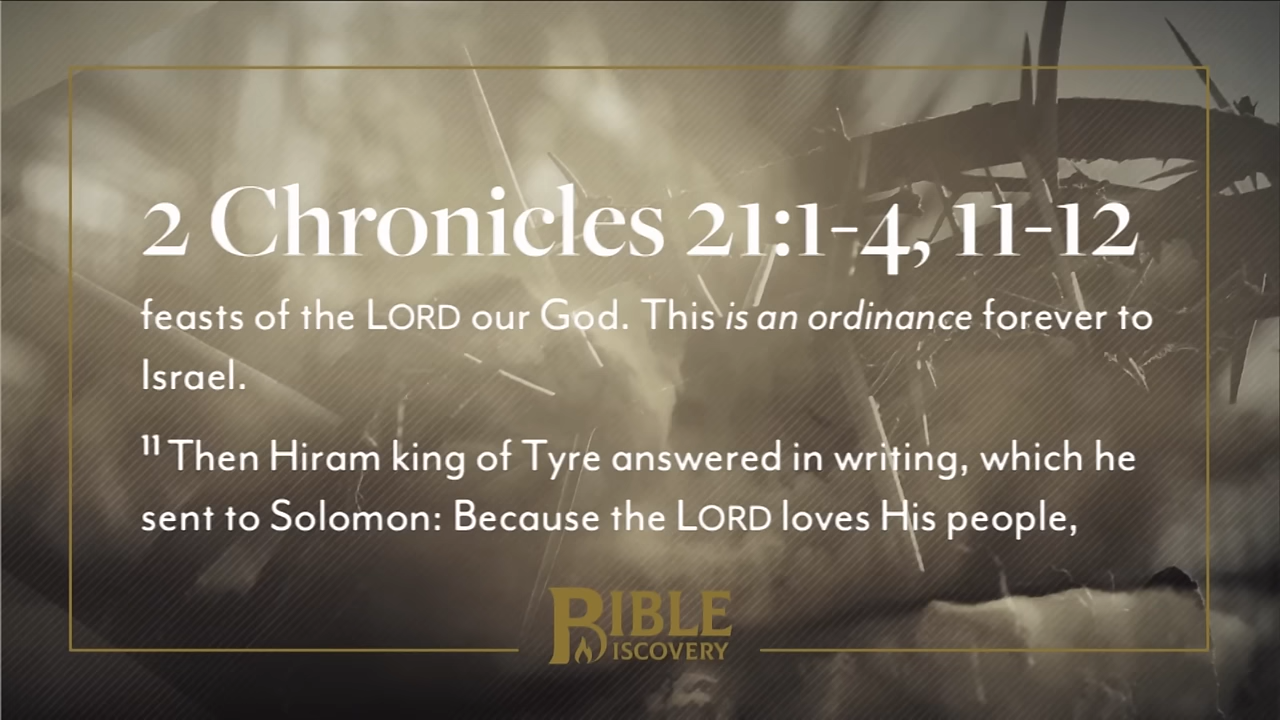 2 Chronicles 21:1-4, 11-12
feasts of the LORD our God. This is an ordinance forever to
Israel.
11 Then Hiram king of Tyre answered in writing, which he
sent to Solomon: Because the LORD loves His people,
BIBLE
DISCOVERY